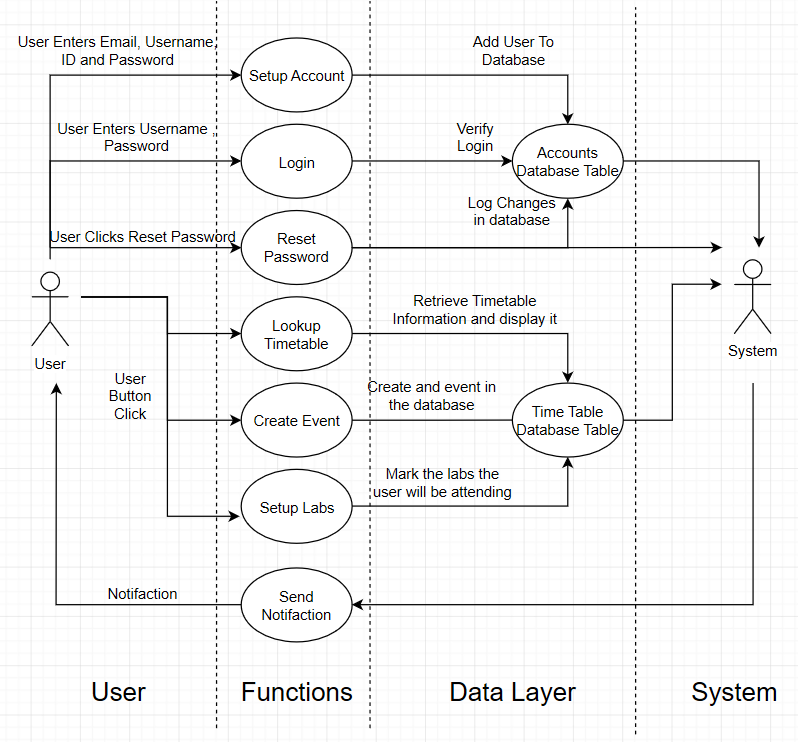 User Enters Email, Username,
ID and Password
Setup Account
Add User To
Database
User Enters Username ,
Password
Login
Verify
Login
Accounts
Database Table
Log Changes
in database
User Clicks Reset Password
Reset
Password
User
System
Lookup
Timetable
Retrieve Timetable
Information and display it
User
Button
Click
Create Event
Create and event in
the database
Time Table
Database Table
Setup Labs
Mark the labs the
user will be attending
Notifaction
Send
Notifaction
User
Functions
Data Layer
System